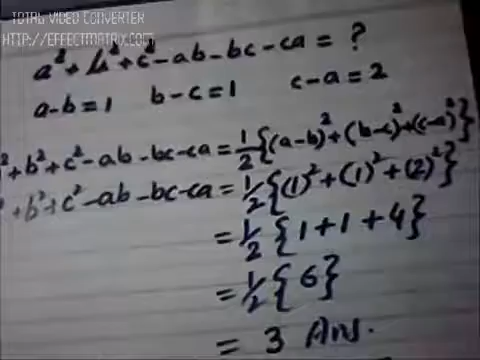 TOTAL VIDEO CONVERTER
HTTP://EFFECTMATRIX.COM
a² + b² + c² - ab - bc - ca = ?
a-b = 1 b-c = 1 c-a = 2
² + b² + c² - ab - bc - ca = 1/2 {(a-b)² + (b-c)² + (c-a)²}
² + b² + c² - ab - bc - ca = 1/2 {(1)² + (1)² + (2)²}
= 1/2 {1 + 1 + 4}
= 1/2 {6}
= 3 Ans.